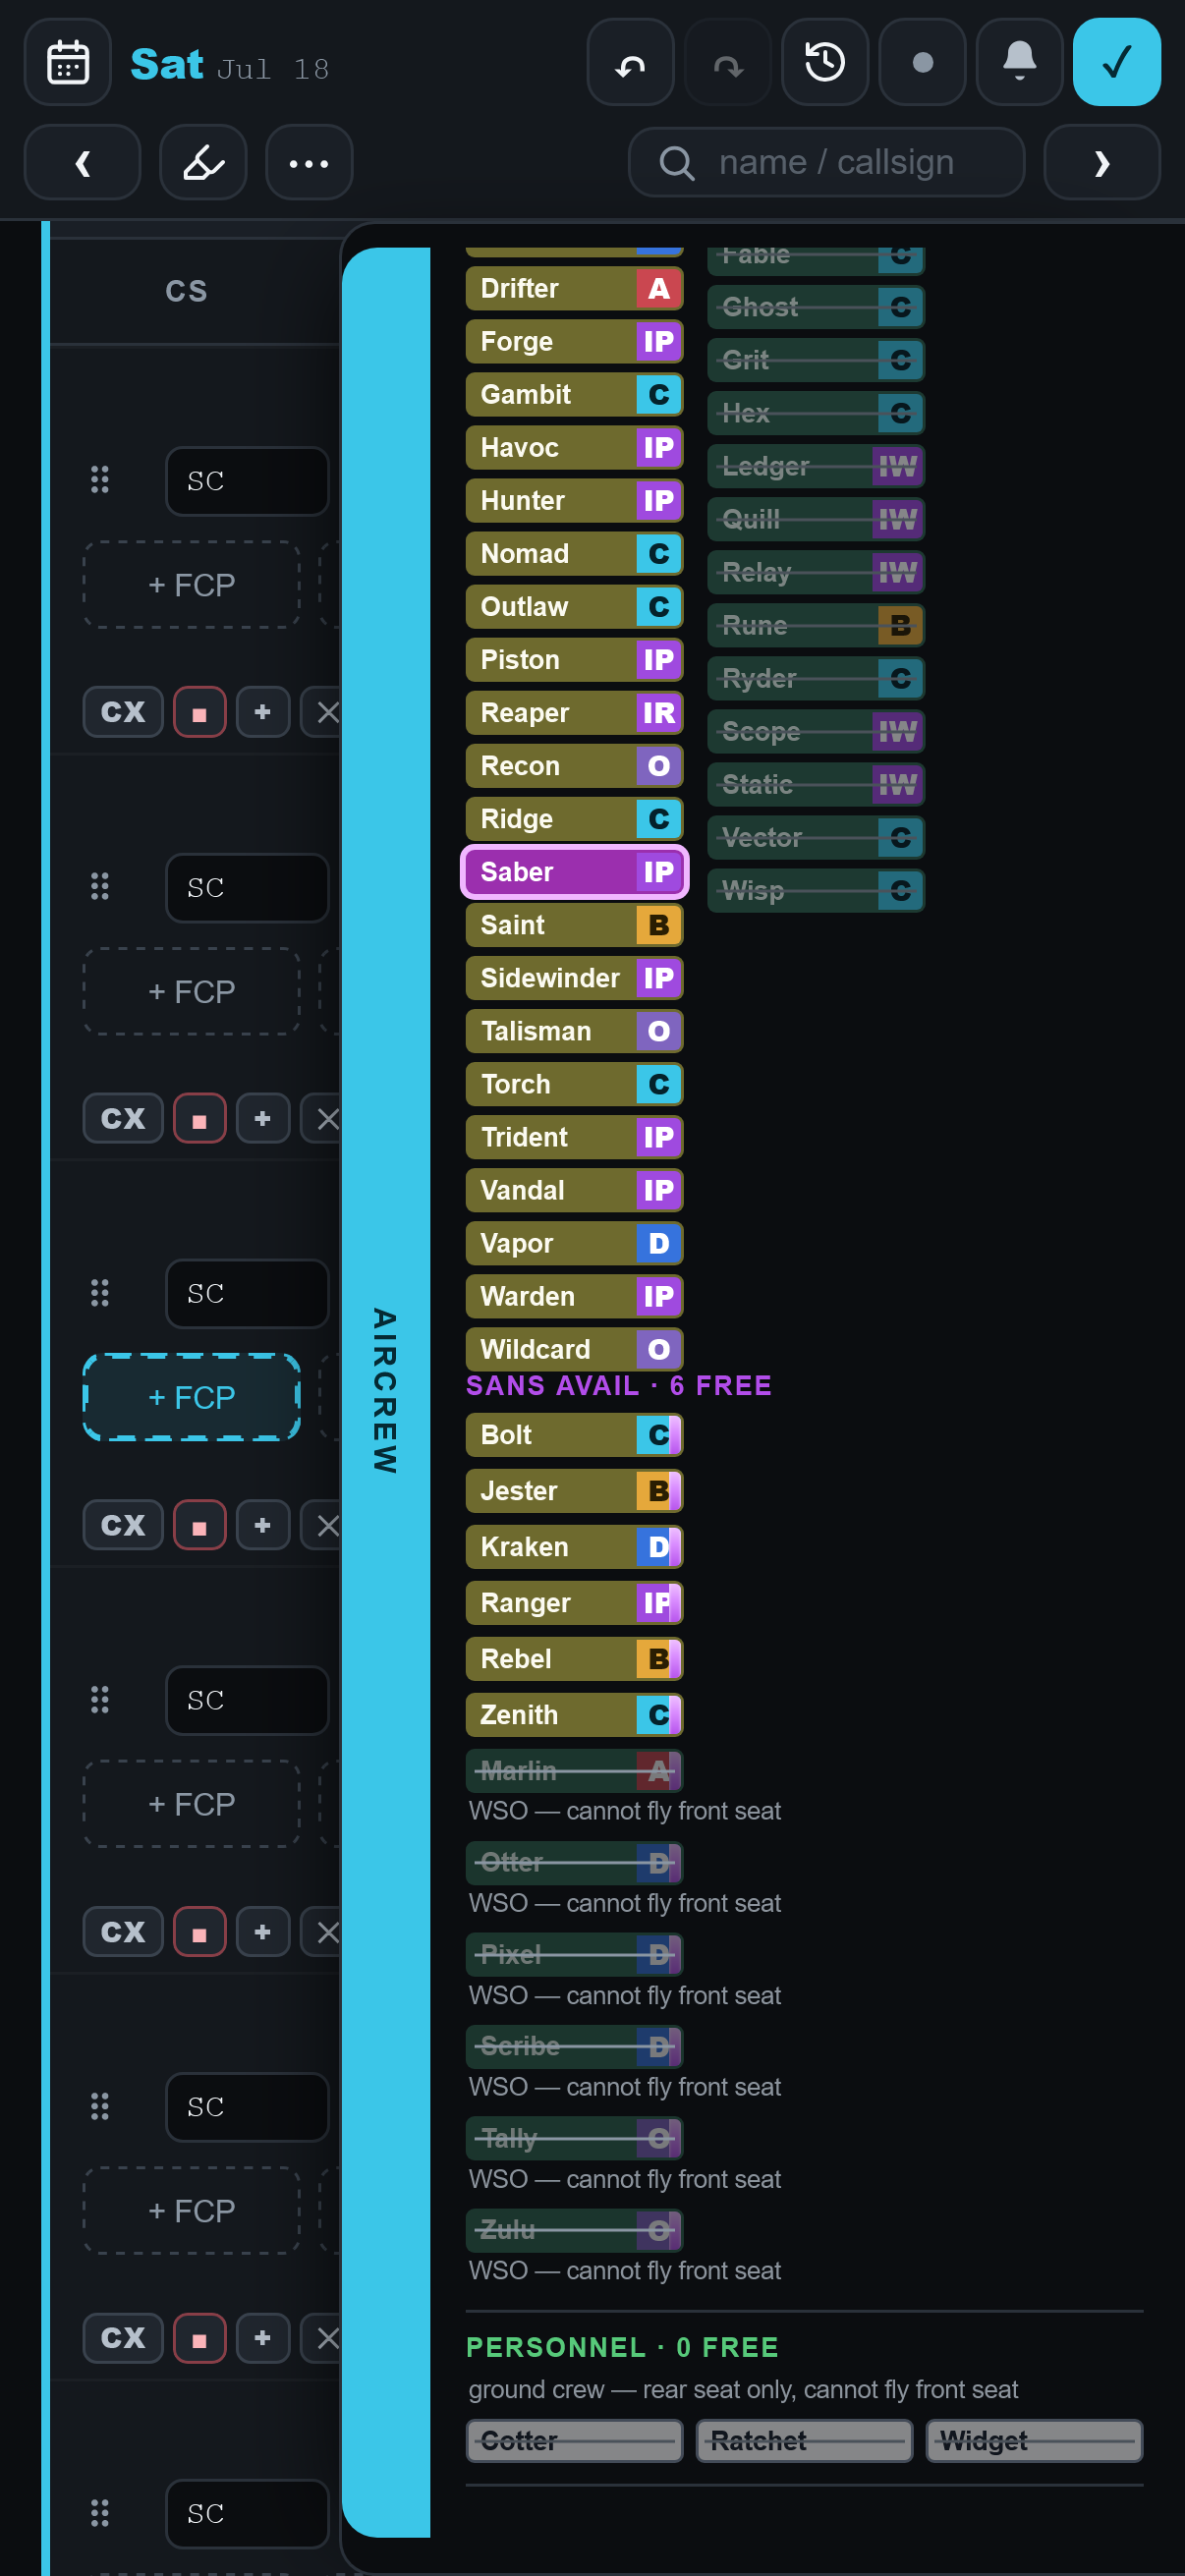 Sat Jul 18
name / callsign
CS
SC
+ FCP
CX + ×
SC
+ FCP
CX + ×
SC
+ FCP
CX + ×
SC
+ FCP
CX + ×
SC
+ FCP
CX + ×
SC
AIRCREW
Drifter A
Forge IP
Gambit C
Havoc IP
Hunter IP
Nomad C
Outlaw C
Piston IP
Reaper IR
Recon O
Ridge C
Saber IP
Saint B
Sidewinder IP
Talisman O
Torch C
Trident IP
Vandal IP
Vapor D
Warden IP
Wildcard O
Fable C
Ghost C
Grit C
Hex C
Ledger IW
Quill IW
Relay IW
Rune B
Ryder C
Scope IW
Static IW
Vector C
Wisp C
SANS AVAIL · 6 FREE
Bolt C
Jester B
Kraken D
Ranger IP
Rebel B
Zenith C
Marlin A
WSO — cannot fly front seat
Otter D
WSO — cannot fly front seat
Pixel D
WSO — cannot fly front seat
Scribe D
WSO — cannot fly front seat
Tally O
WSO — cannot fly front seat
Zulu O
WSO — cannot fly front seat
PERSONNEL · 0 FREE
ground crew — rear seat only, cannot fly front seat
Cotter Ratchet Widget